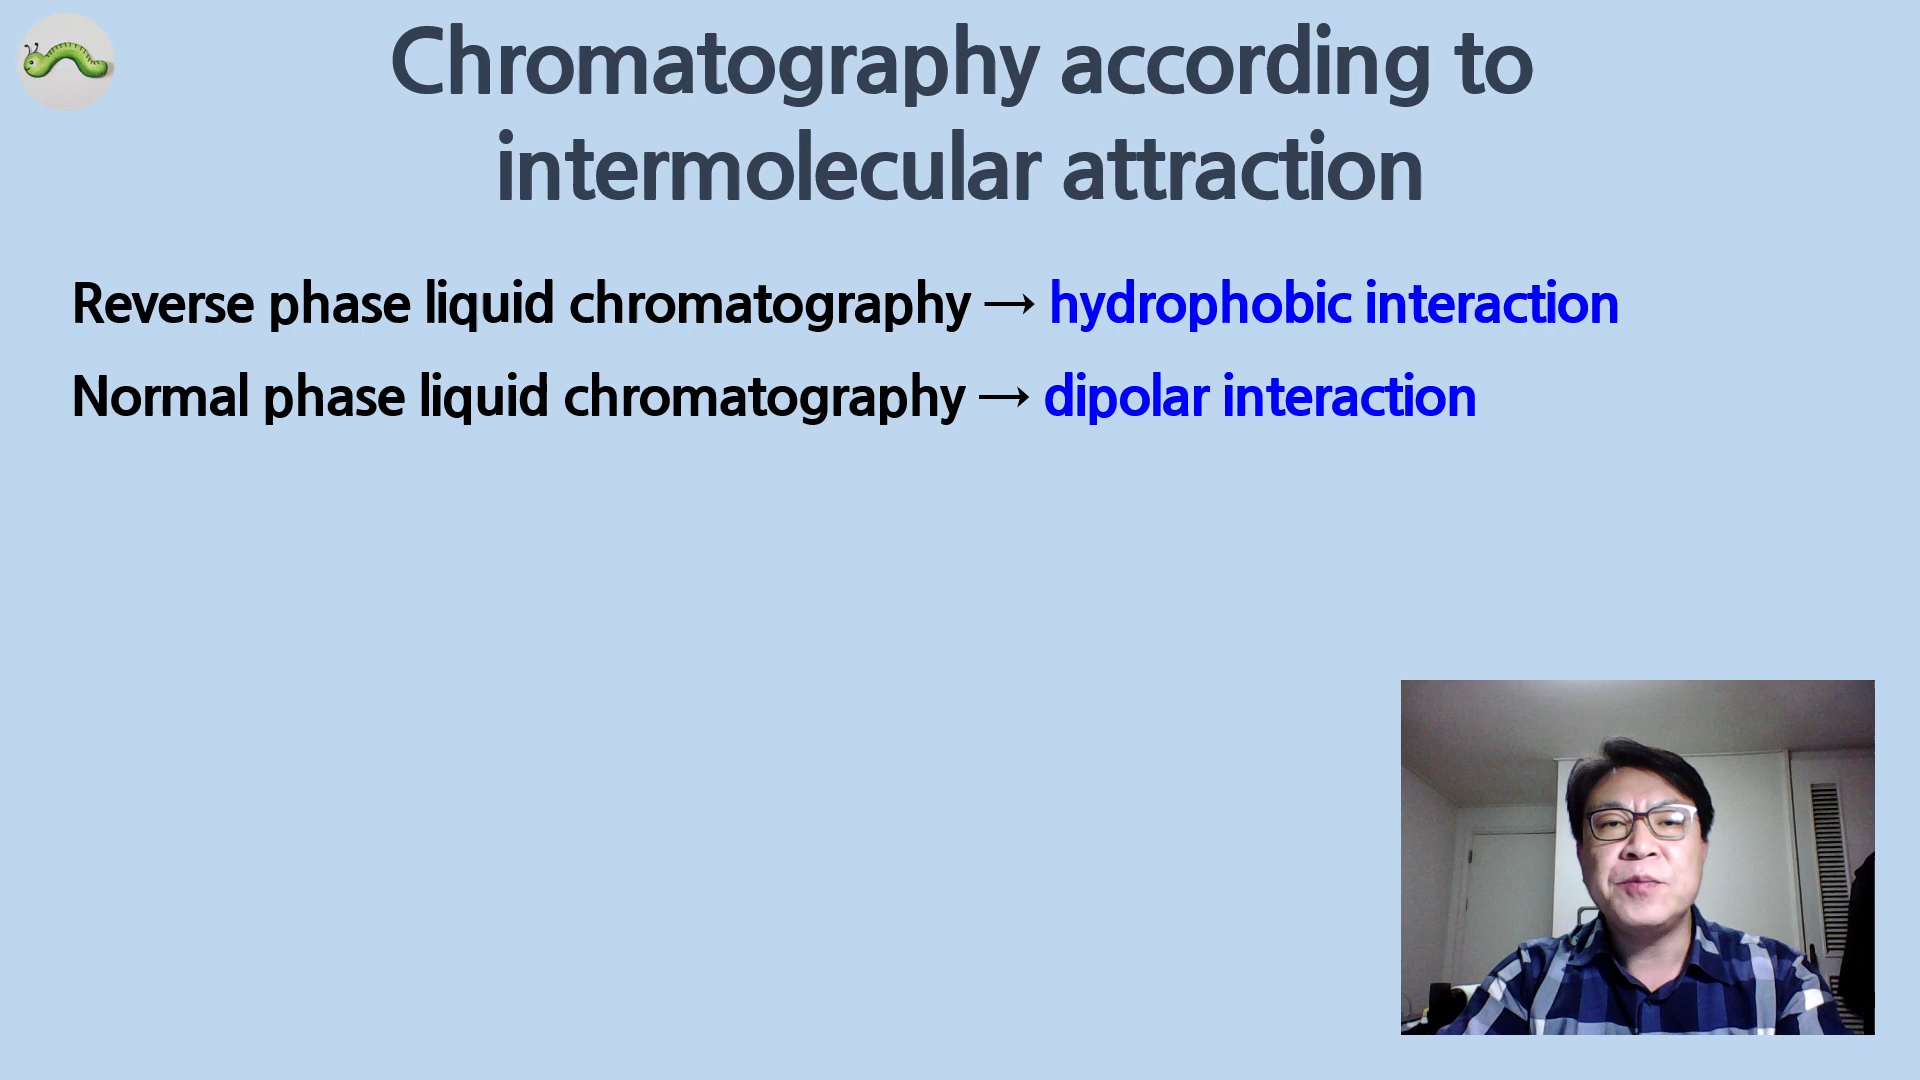 Chromatography according to
intermolecular attraction
Reverse phase liquid chromatography → hydrophobic interaction
Normal phase liquid chromatography → dipolar interaction